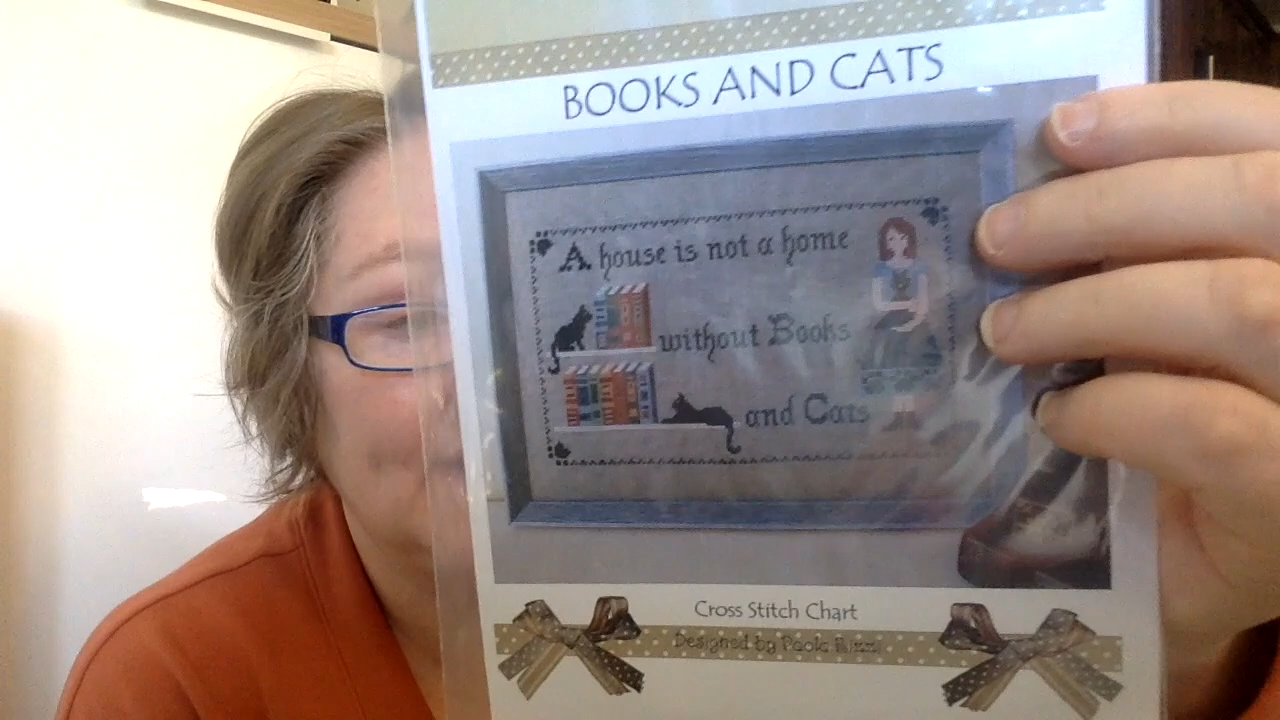 BOOKS AND CATS
A house is not a home
without Books
and Cats
Cross Stitch Chart
Designed by Paola Rizzi